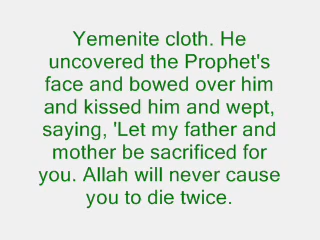 Yemenite cloth. He
uncovered the Prophet's
face and bowed over him
and kissed him and wept,
saying, 'Let my father and
mother be sacrificed for
you. Allah will never cause
you to die twice.